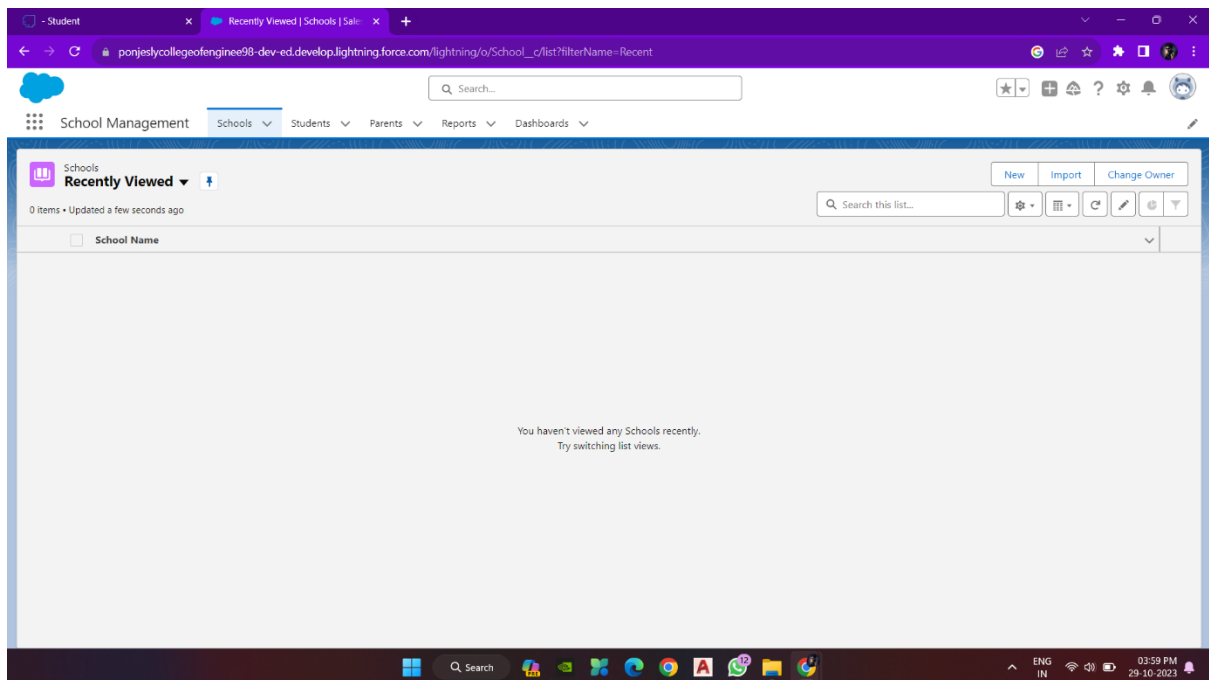 - Student
Recently Viewed | Schools | Sale
ponjeslycollegeofenginee98-dev-ed.develop.lightning.force.com/lightning/o/School__c/list?filterName=Recent
Search...
School Management Schools Students Parents Reports Dashboards
Schools
Recently Viewed
New Import Change Owner
0 items • Updated a few seconds ago
Search this list...
School Name
You haven't viewed any Schools recently.
Try switching list views.
Search
PRE
A
12
ENG
IN
03:59 PM
29-10-2023